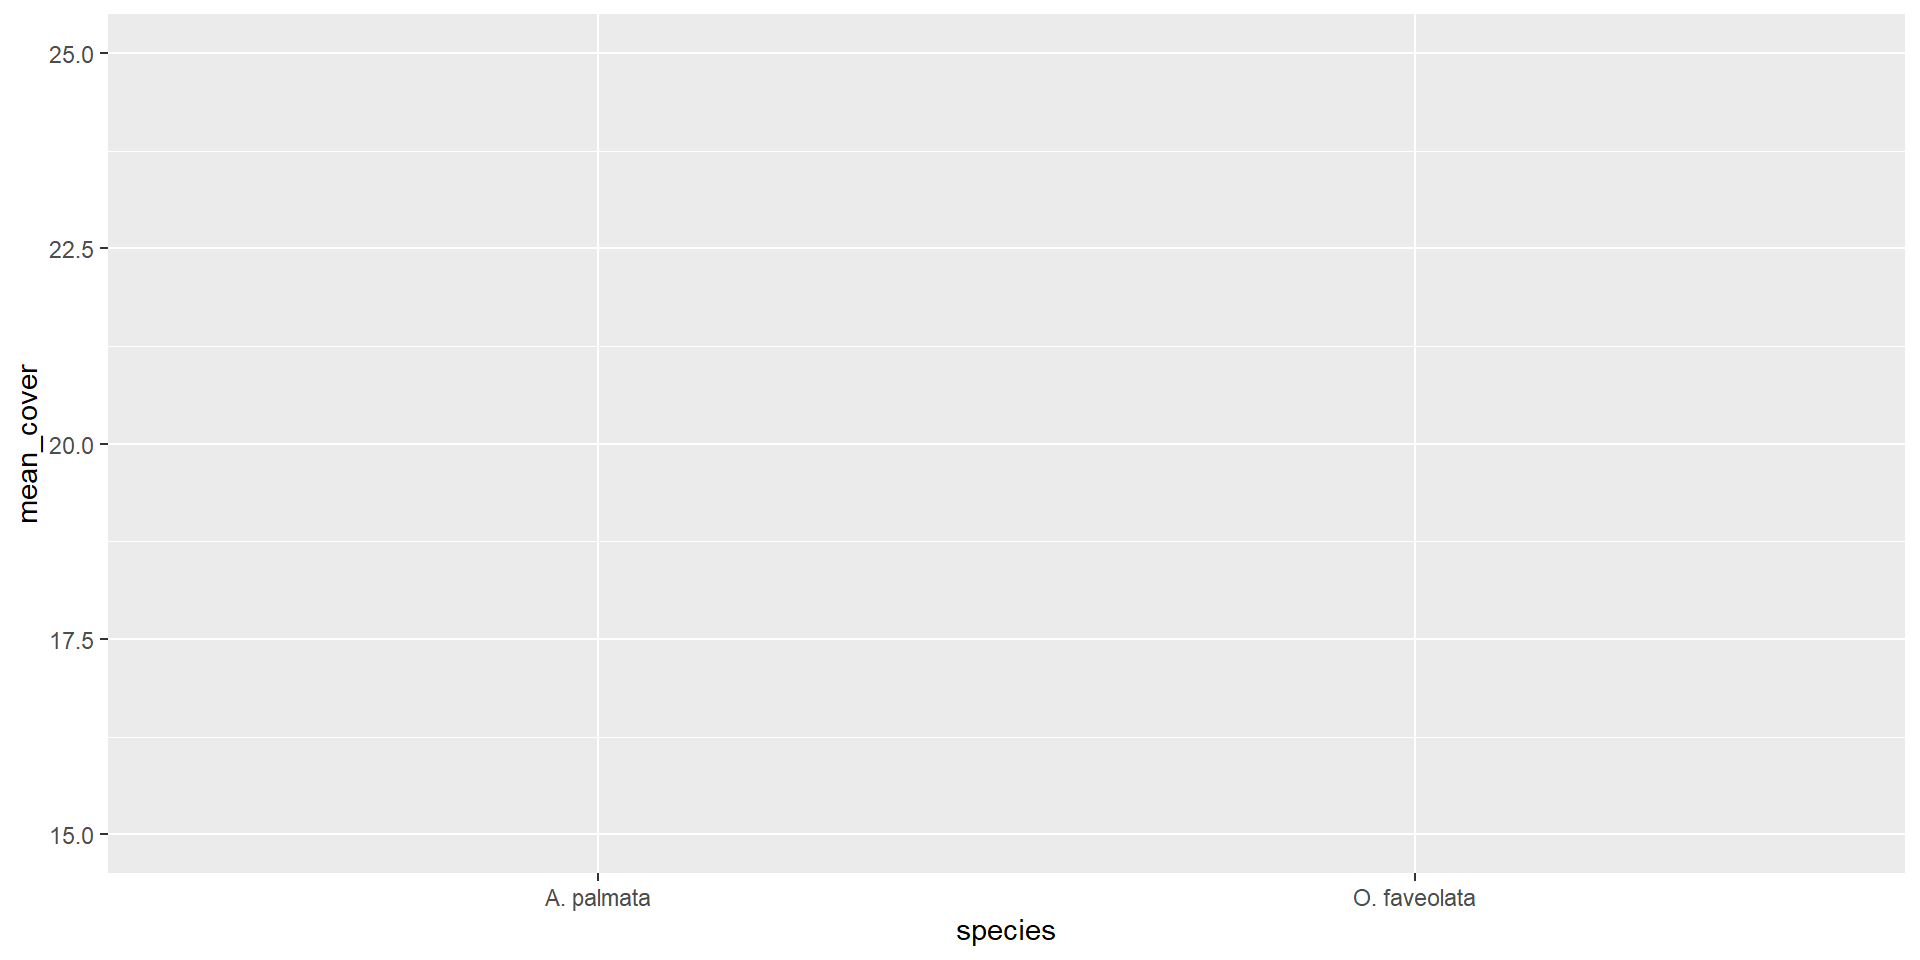 25.0
22.5
20.0
17.5
15.0
mean_cover
A. palmata
O. faveolata
species